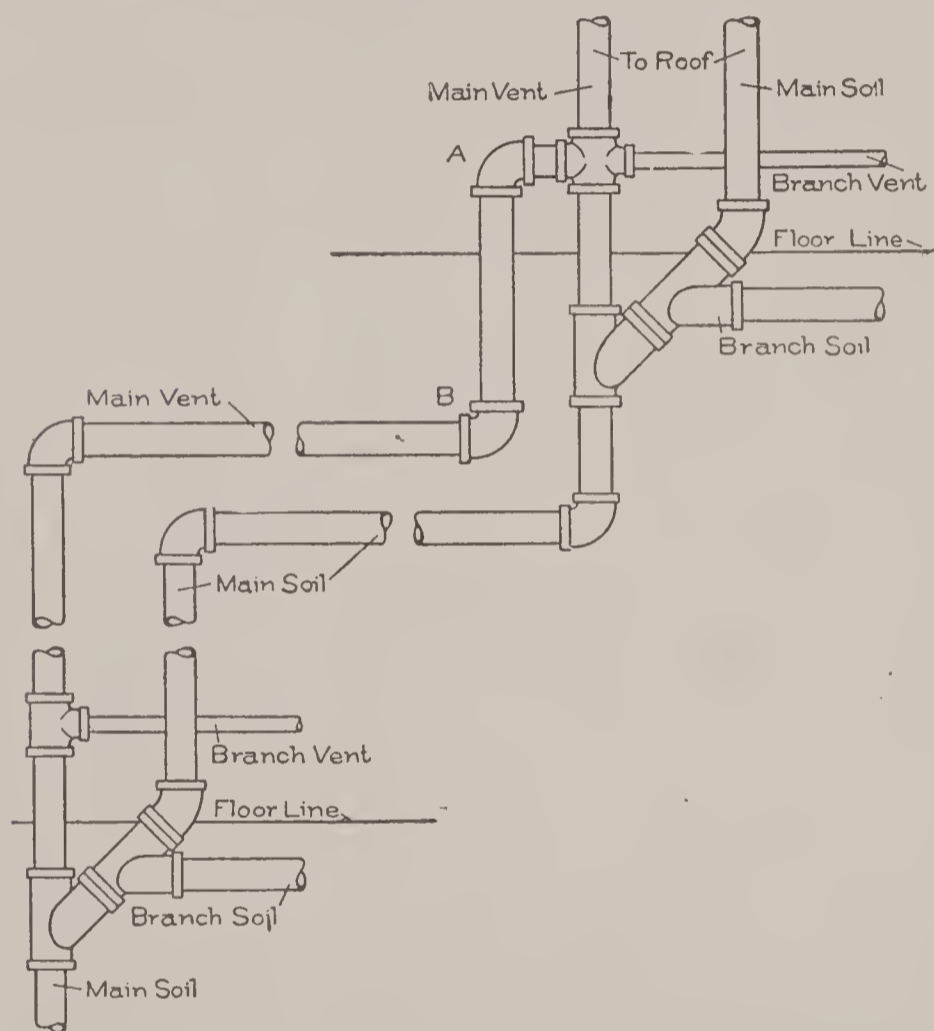 To Roof
Main Vent
Main Soil
A
Branch Vent
Floor Line
Branch Soil
B
Main Vent
Main Soil
Branch Vent
Floor Line
Branch Soil
Main Soil